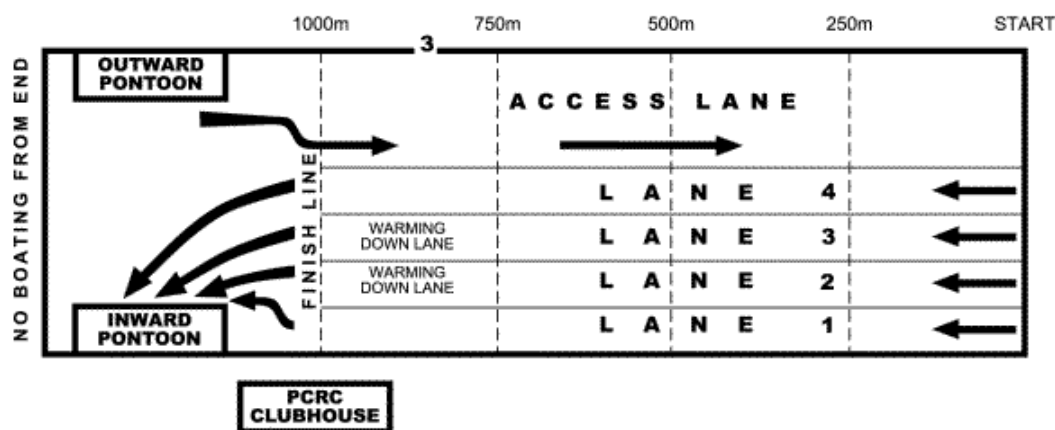 1000m 750m 500m 250m START
3
NO BOATING FROM END
OUTWARD
PONTOON
ACCESS LANE
FINISH LINE
LANE 4
WARMING
DOWN LANE
LANE 3
WARMING
DOWN LANE
LANE 2
LANE 1
INWARD
PONTOON
PCRC
CLUBHOUSE